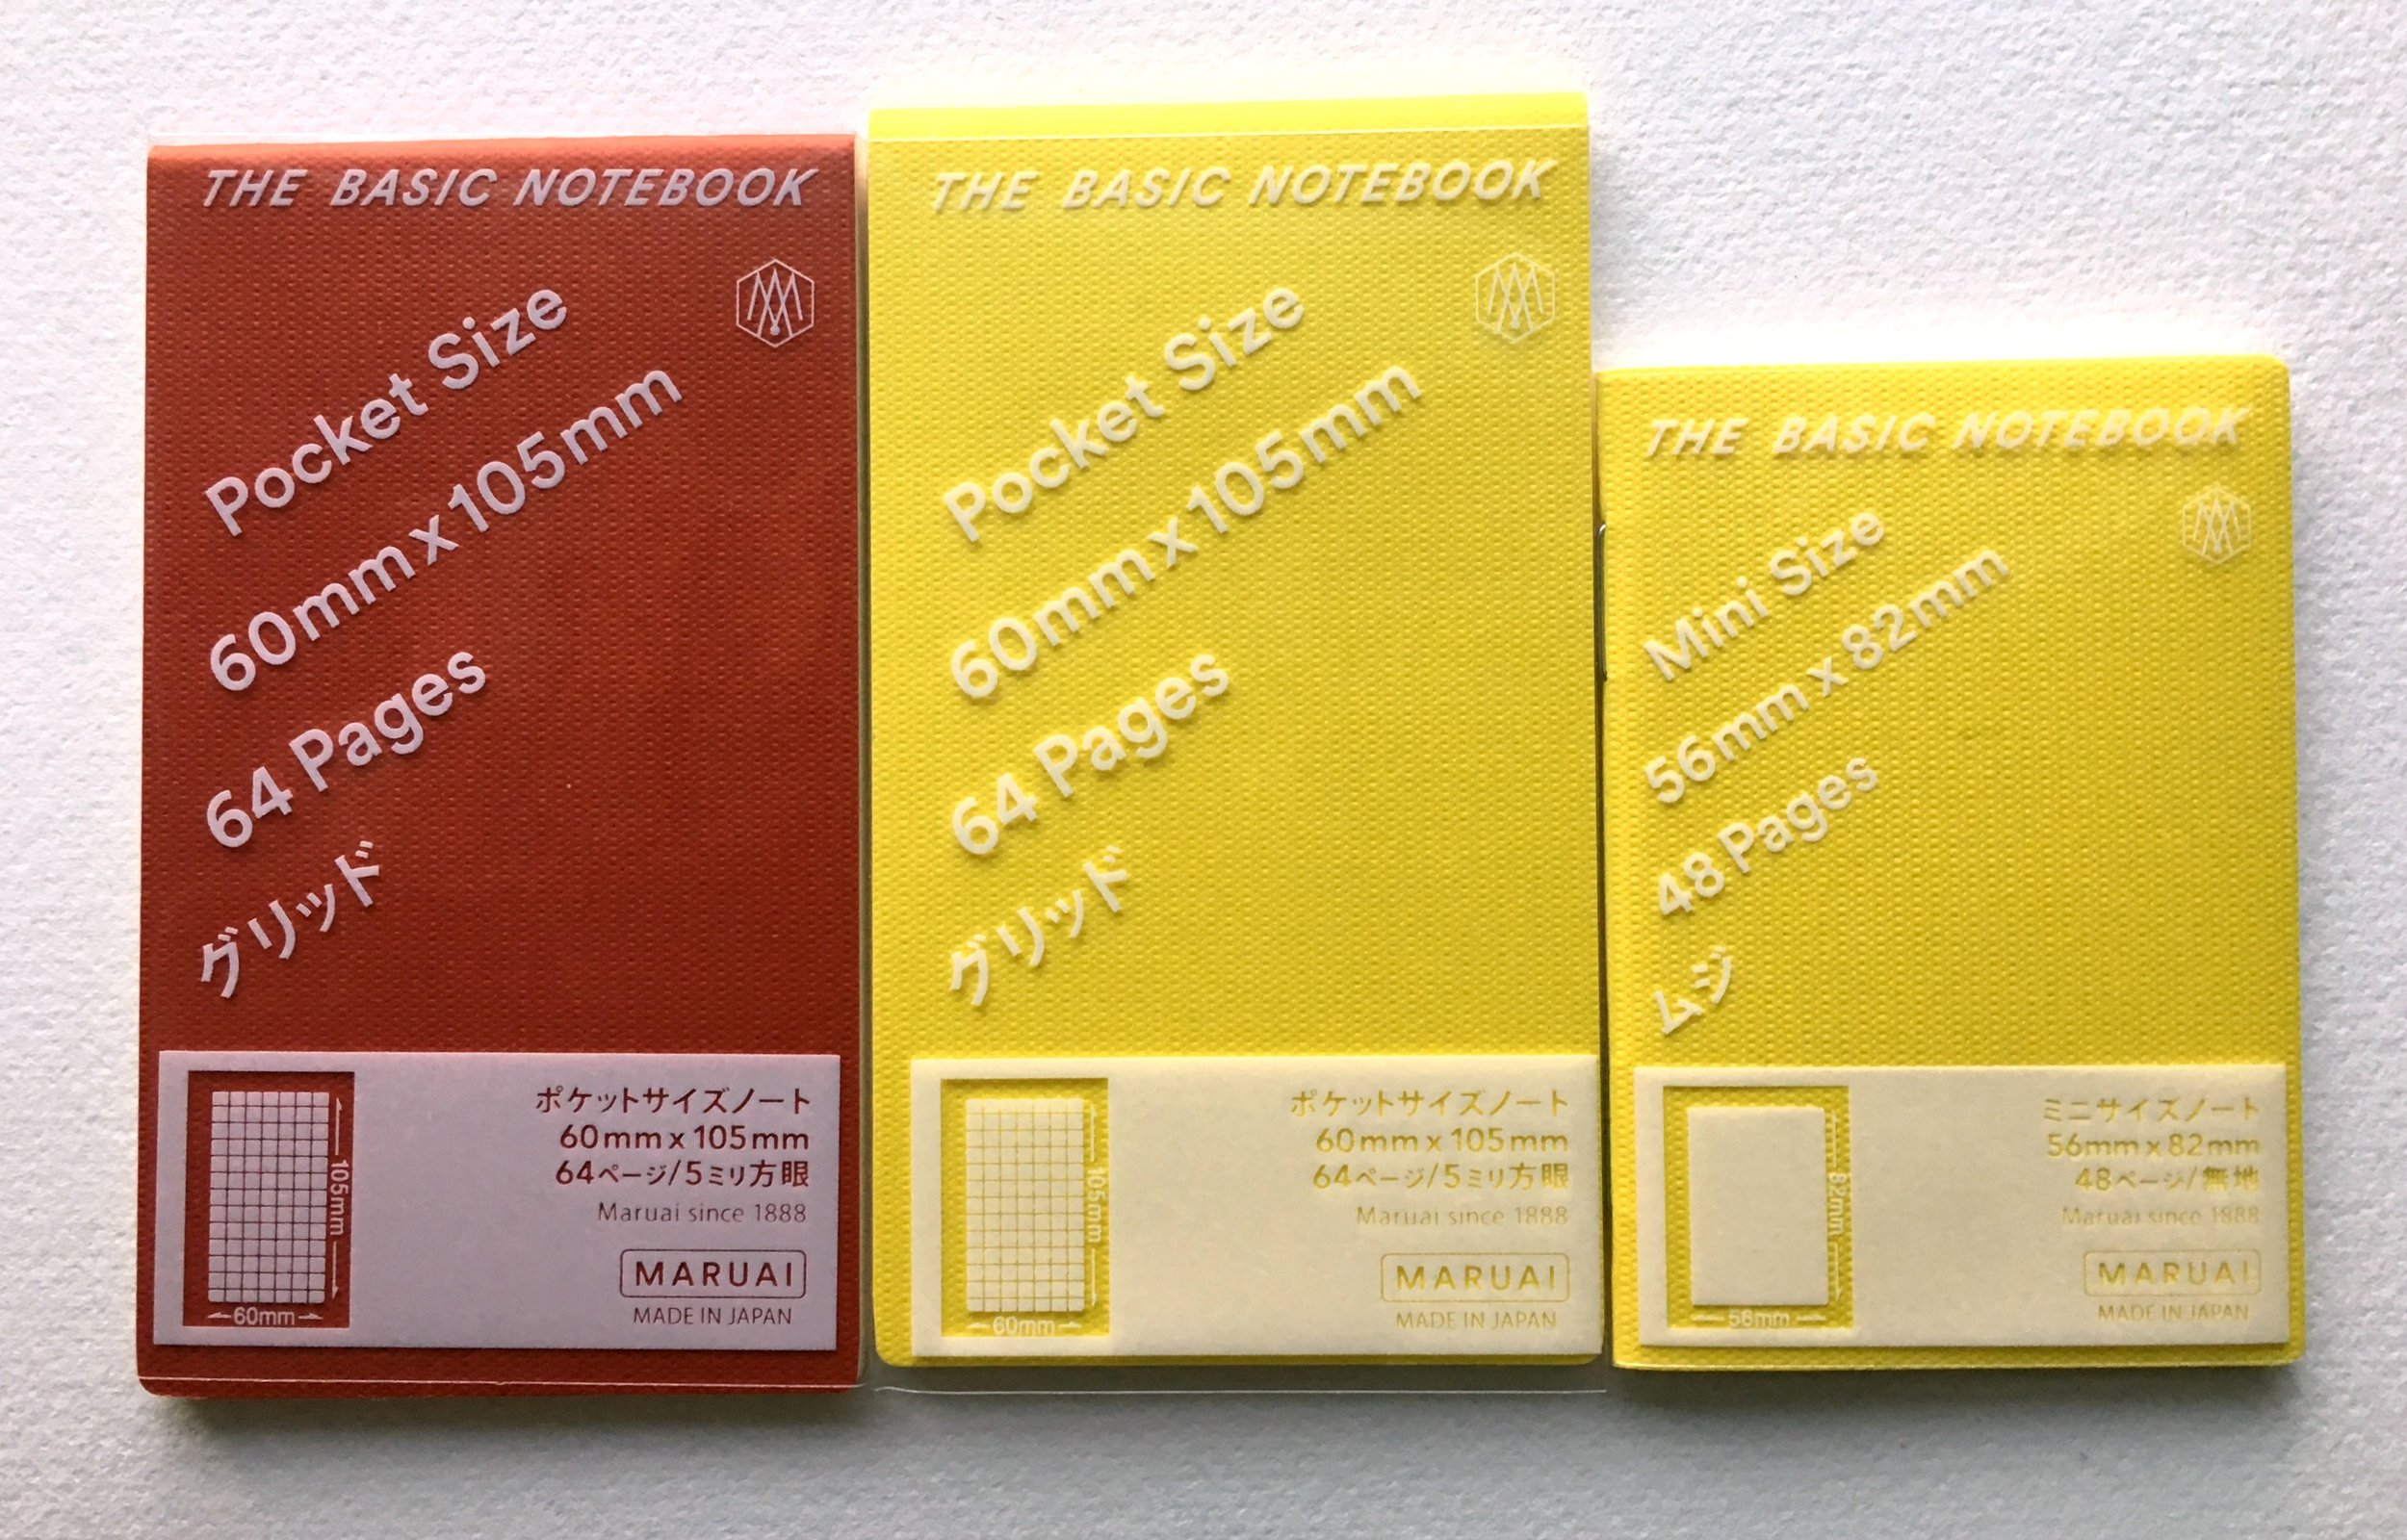 THE BASIC NOTEBOOK
Pocket Size
60mm x 105mm
64 Pages
グリッド
105mm
60mm
ポケットサイズノート
60mm x 105mm
64ページ/5ミリ方眼
Maruai since 1888
MARUAI
MADE IN JAPAN
THE BASIC NOTEBOOK
Pocket Size
60mm x 105mm
64 Pages
グリッド
105mm
60mm
ポケットサイズノート
60mm x 105mm
64ページ/5ミリ方眼
Maruai since 1888
MARUAI
MADE IN JAPAN
THE BASIC NOTEBOOK
Mini Size
56mm x 82mm
48 Pages
ムジ
82mm
56mm
ミニサイズノート
56mm x 82mm
48ページ/無地
Maruai since 1888
MARUAI
MADE IN JAPAN